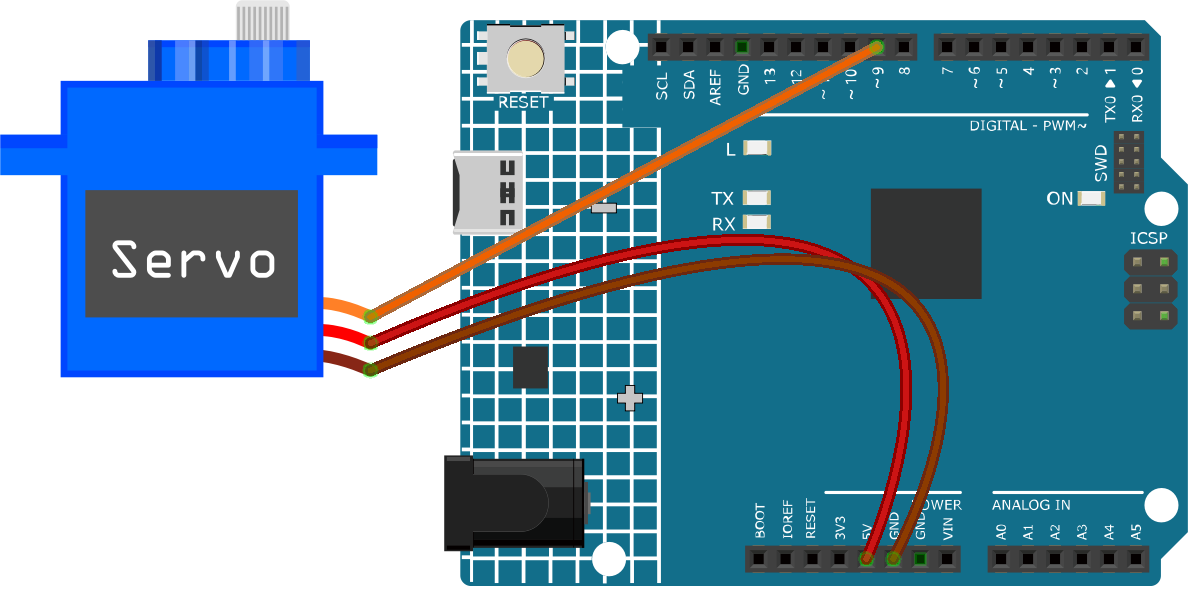 RESET
SCL
SDA
AREF
GND
13
12
~10
~9
8
7
~6
~5
4
~3
2
TX0 ▶1
RX0 ◀0
DIGITAL - PWM~
L
TX
RX
SWD
ON
ICSP
Servo
POWER
ANALOG IN
BOOT
IOREF
RESET
3V3
5V
GND
GND
VIN
A0
A1
A2
A3
A4
A5